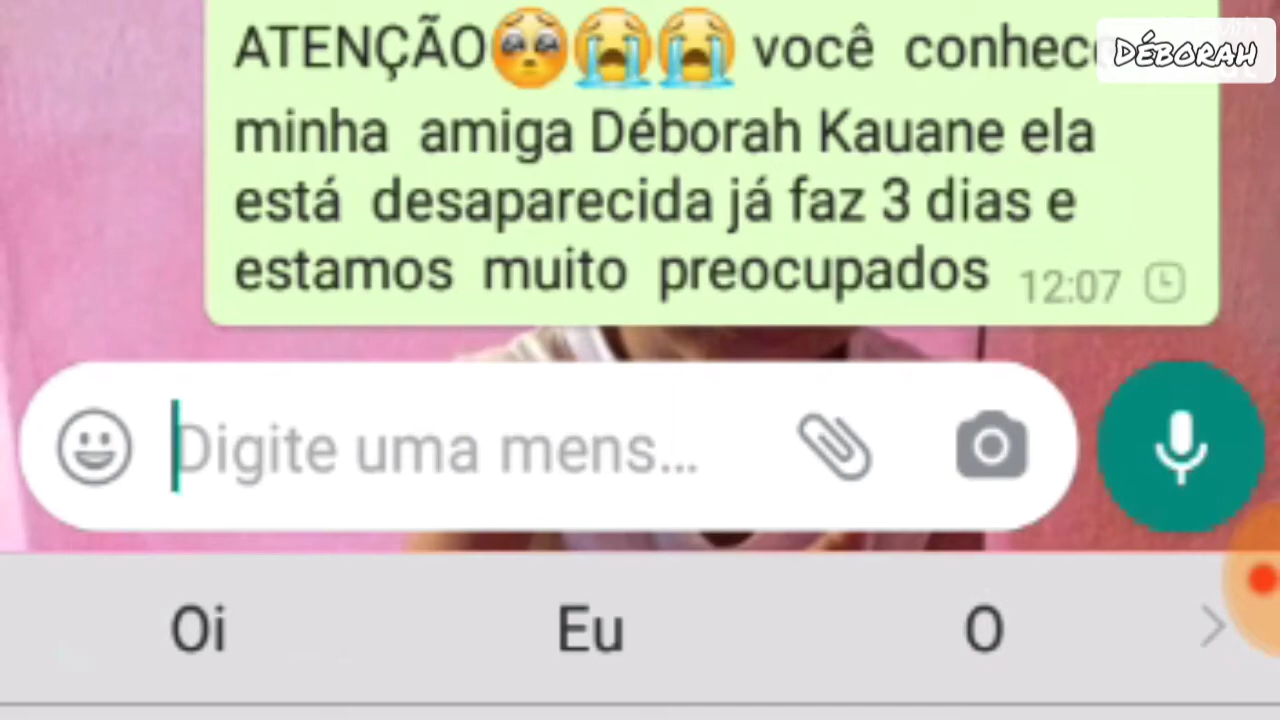 ATENÇÃO🥺😭😭 você conhece
DÉBORAH
minha amiga Déborah Kauane ela
está desaparecida já faz 3 dias e
estamos muito preocupados 12:07
Digite uma mens...
Oi Eu O